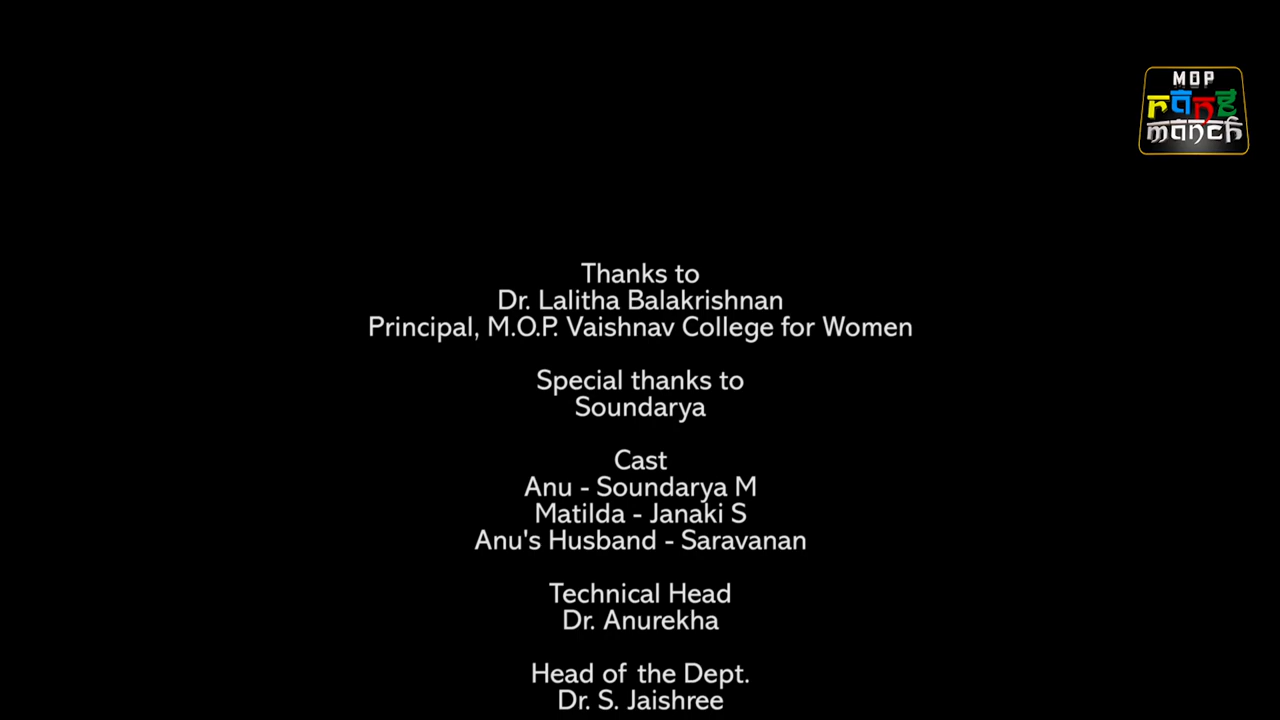 MOP
rang
manch
Thanks to
Dr. Lalitha Balakrishnan
Principal, M.O.P. Vaishnav College for Women
Special thanks to
Soundarya
Cast
Anu - Soundarya M
Matilda - Janaki S
Anu's Husband - Saravanan
Technical Head
Dr. Anurekha
Head of the Dept.
Dr. S. Jaishree